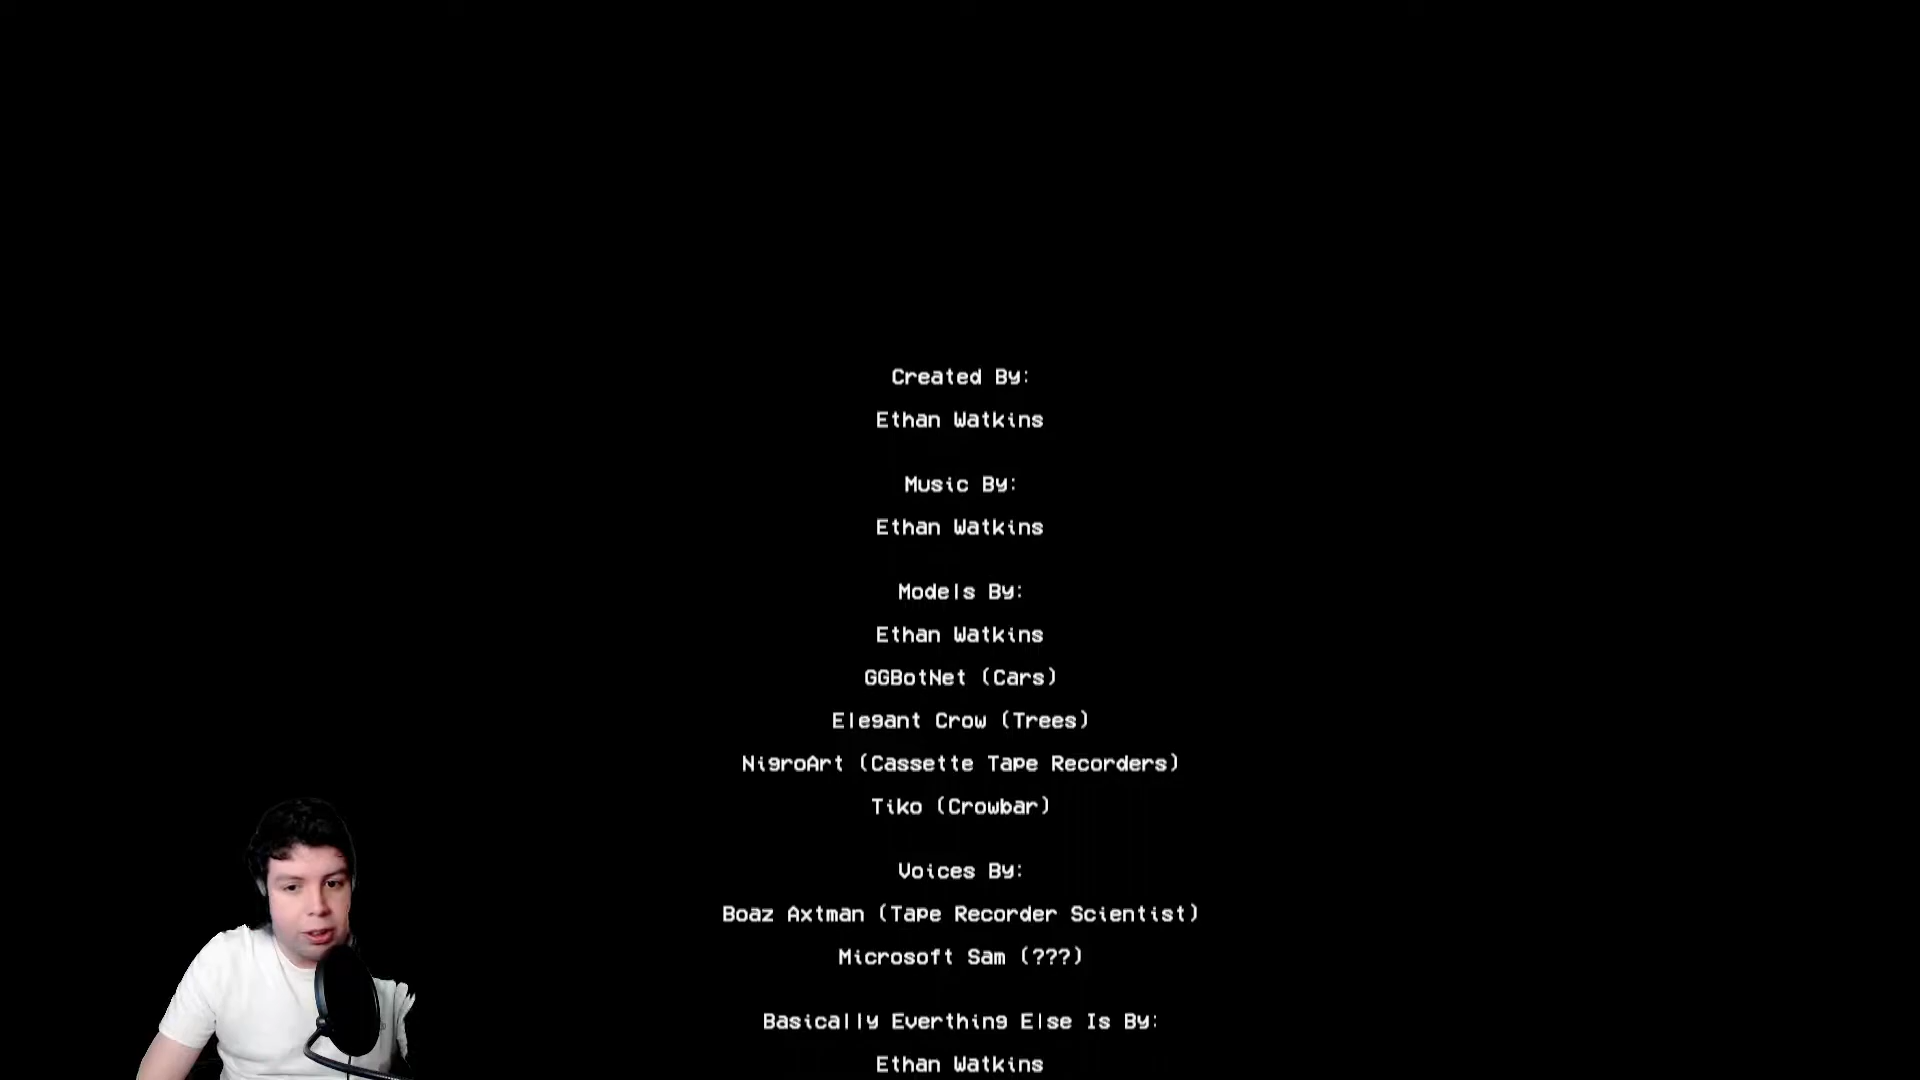 Created By:
Ethan Watkins
Music By:
Ethan Watkins
Models By:
Ethan Watkins
GGBotNet (Cars)
Elegant Crow (Trees)
NigroArt (Cassette Tape Recorders)
Tiko (Crowbar)
Voices By:
Boaz Axtman (Tape Recorder Scientist)
Microsoft Sam (???)
Basically Everthing Else Is By:
Ethan Watkins